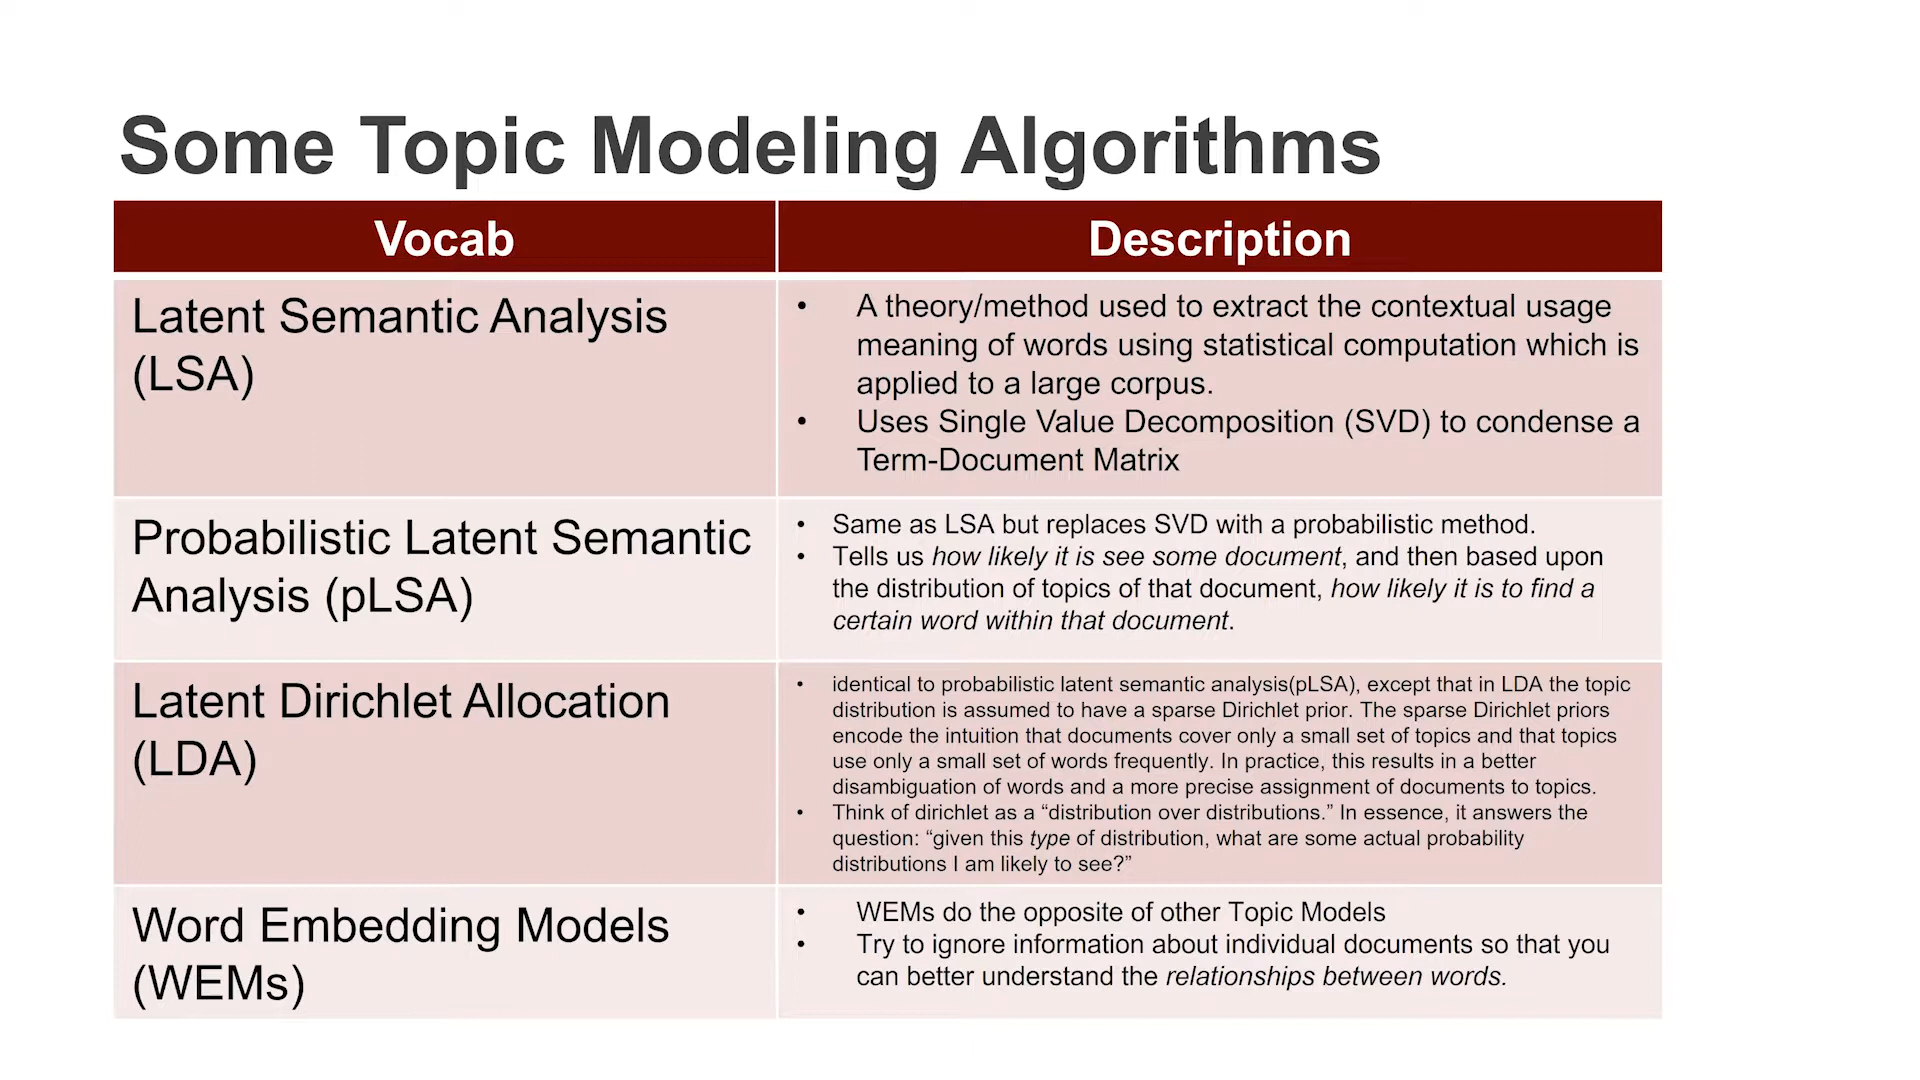 Some Topic Modeling Algorithms
Vocab
Description
Latent Semantic Analysis
(LSA)
• A theory/method used to extract the contextual usage
meaning of words using statistical computation which is
applied to a large corpus.
• Uses Single Value Decomposition (SVD) to condense a
Term-Document Matrix
Probabilistic Latent Semantic
Analysis (pLSA)
• Same as LSA but replaces SVD with a probabilistic method.
• Tells us how likely it is see some document, and then based upon
the distribution of topics of that document, how likely it is to find a
certain word within that document.
Latent Dirichlet Allocation
(LDA)
• identical to probabilistic latent semantic analysis(pLSA), except that in LDA the topic
distribution is assumed to have a sparse Dirichlet prior. The sparse Dirichlet priors
encode the intuition that documents cover only a small set of topics and that topics
use only a small set of words frequently. In practice, this results in a better
disambiguation of words and a more precise assignment of documents to topics.
• Think of dirichlet as a “distribution over distributions.” In essence, it answers the
question: “given this type of distribution, what are some actual probability
distributions I am likely to see?”
Word Embedding Models
(WEMs)
• WEMs do the opposite of other Topic Models
• Try to ignore information about individual documents so that you
can better understand the relationships between words.